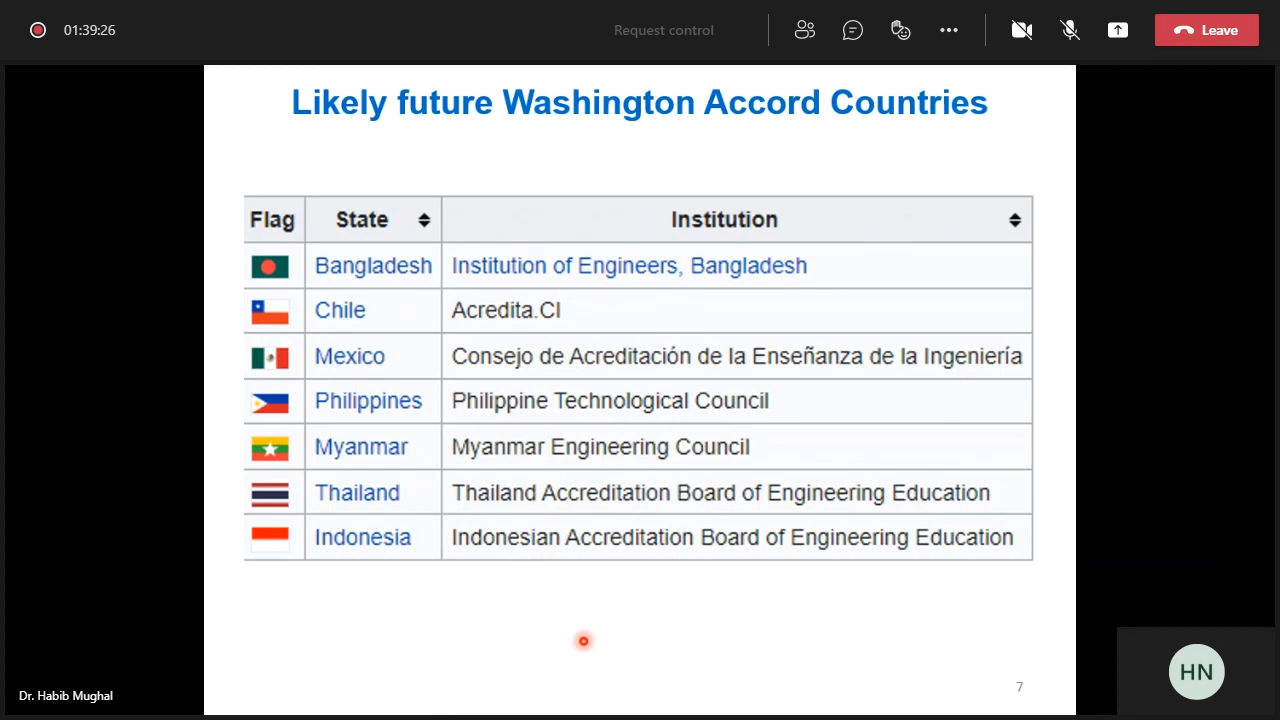 01:39:26 Request control Leave
Likely future Washington Accord Countries
Flag State Institution
Bangladesh Institution of Engineers, Bangladesh
Chile Acredita.CI
Mexico Consejo de Acreditación de la Enseñanza de la Ingeniería
Philippines Philippine Technological Council
Myanmar Myanmar Engineering Council
Thailand Thailand Accreditation Board of Engineering Education
Indonesia Indonesian Accreditation Board of Engineering Education
HN
7
Dr. Habib Mughal